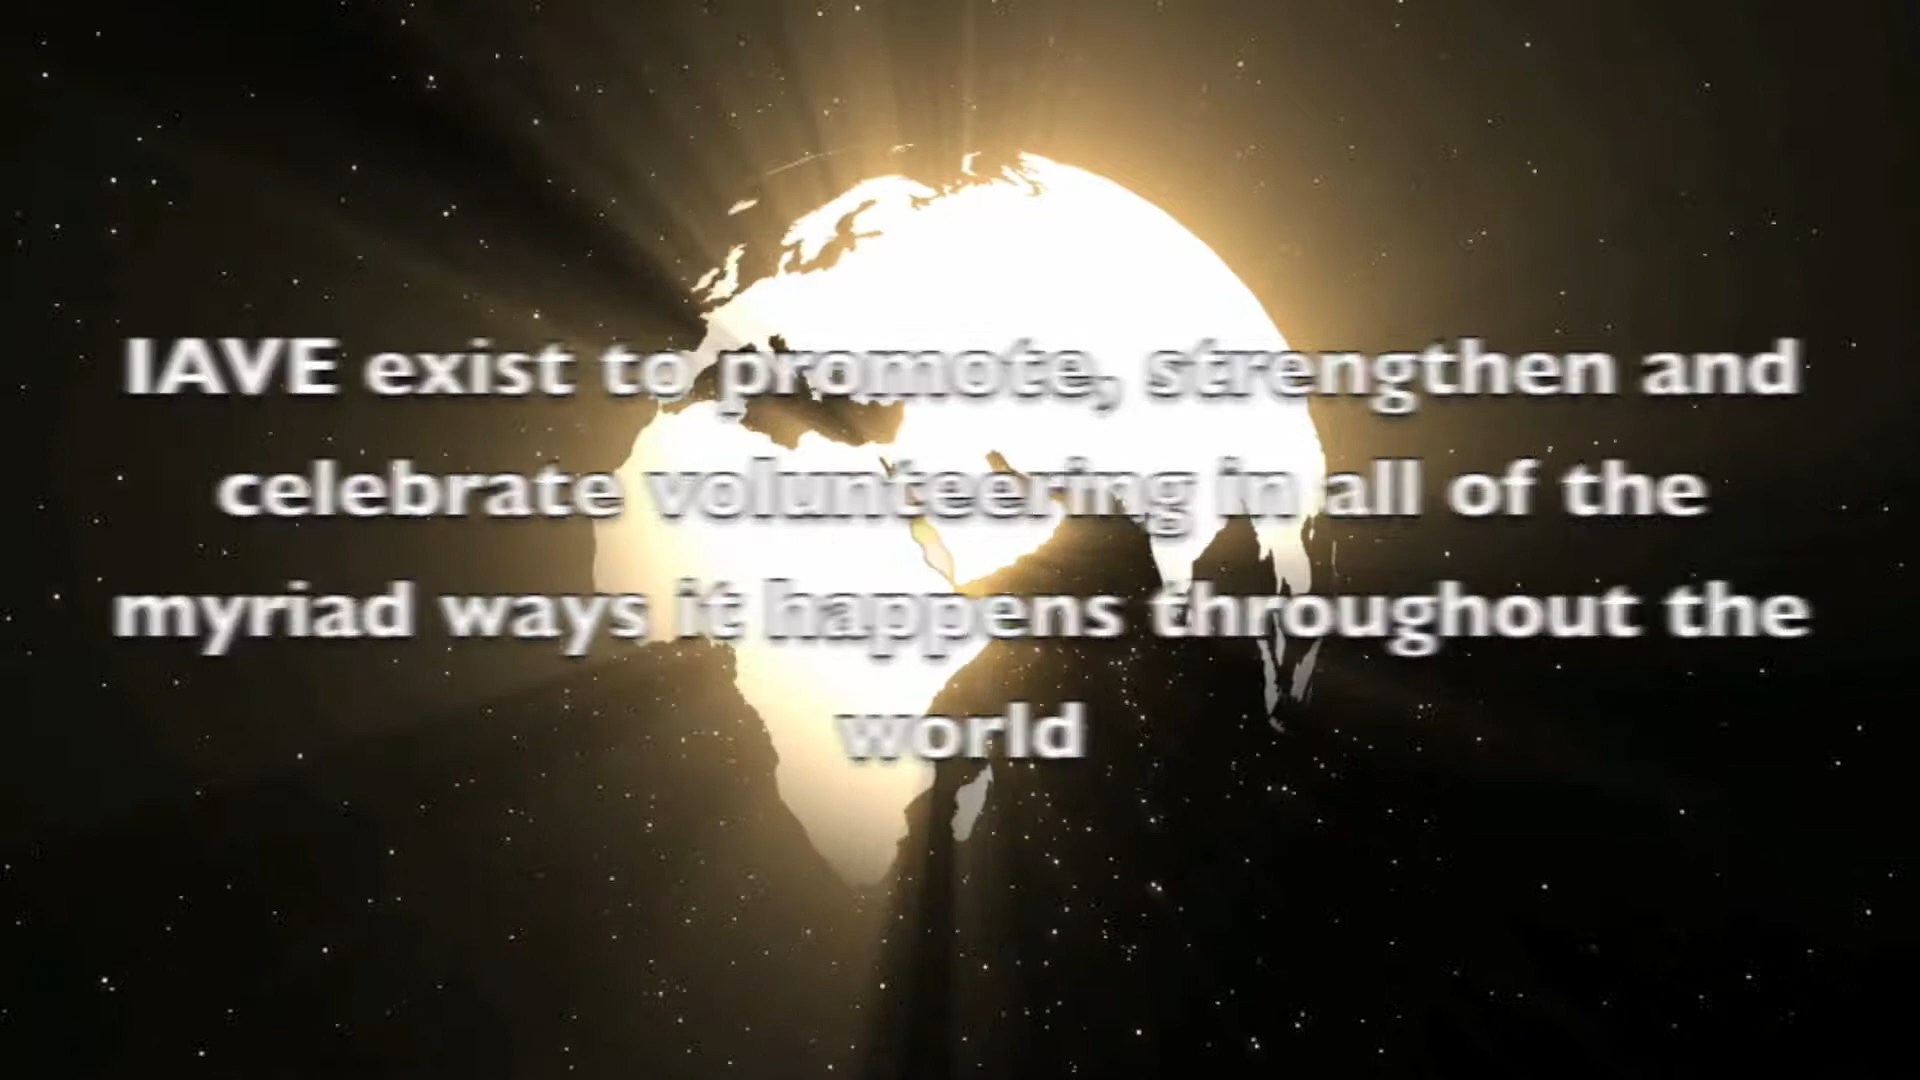 IAVE exist to promote, strengthen and
celebrate volunteering in all of the
myriad ways it happens throughout the
world